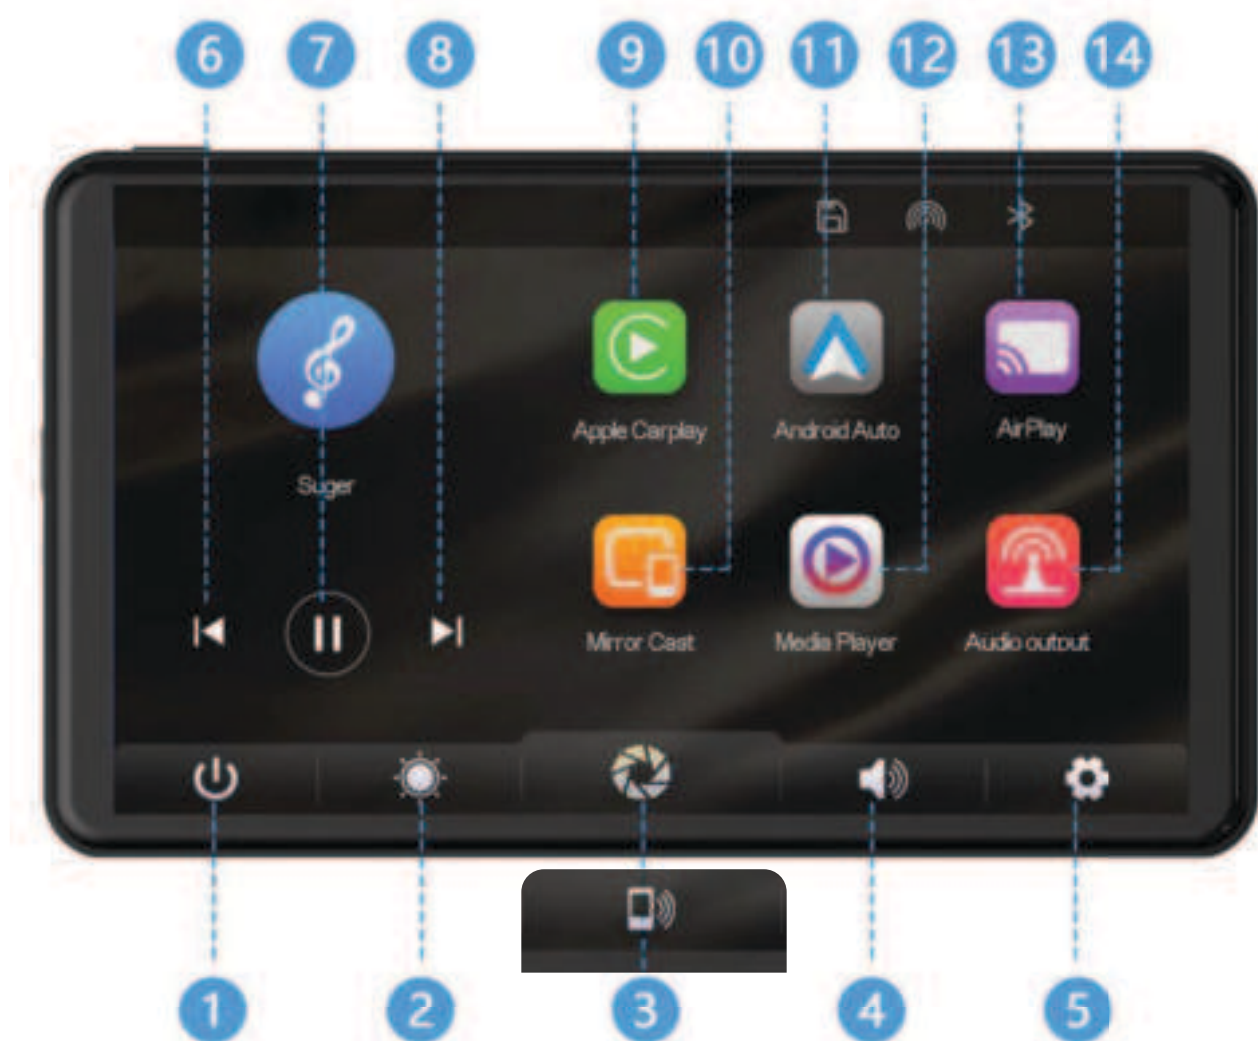 6 7 8 9 10 11 12 13 14
Apple Carplay Android Auto AirPlay
Suger
Mirror Cast Media Player Audio output
1 2 3 4 5